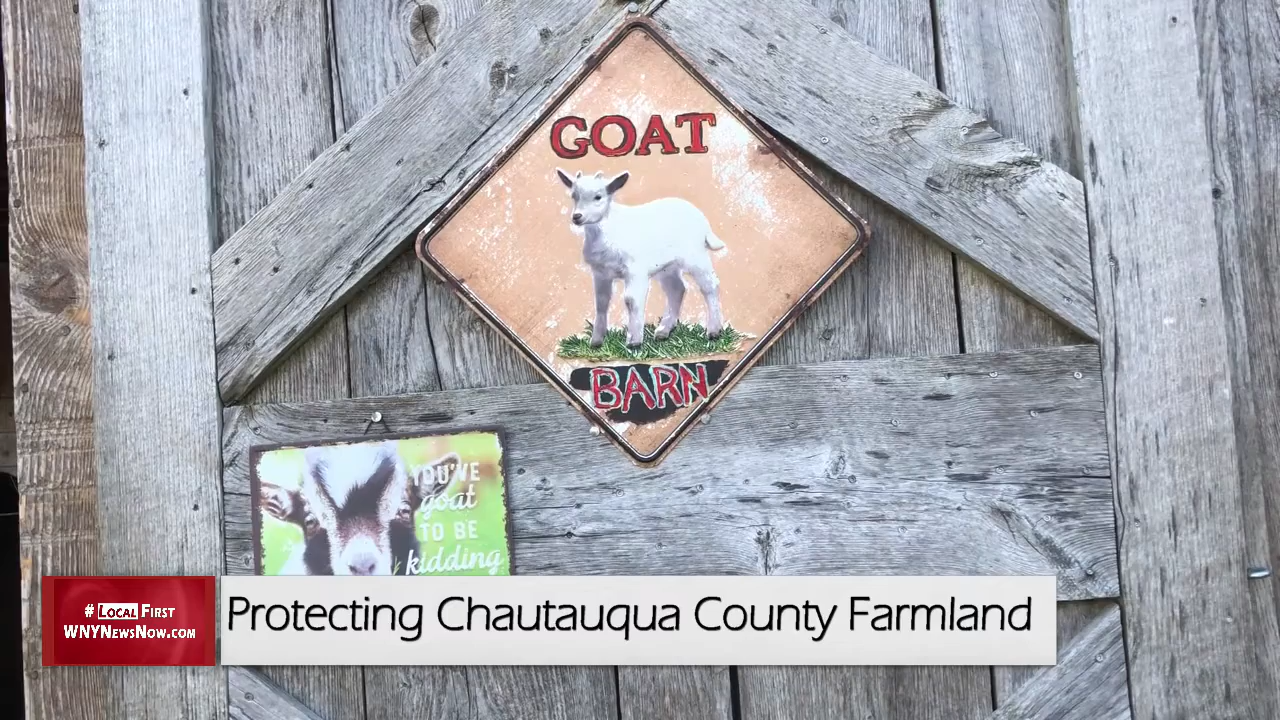 GOAT
BARN
YOU'VE
goat
TO BE
kidding
# LOCAL FIRST
WNYNEWSNOW.COM
Protecting Chautauqua County Farmland